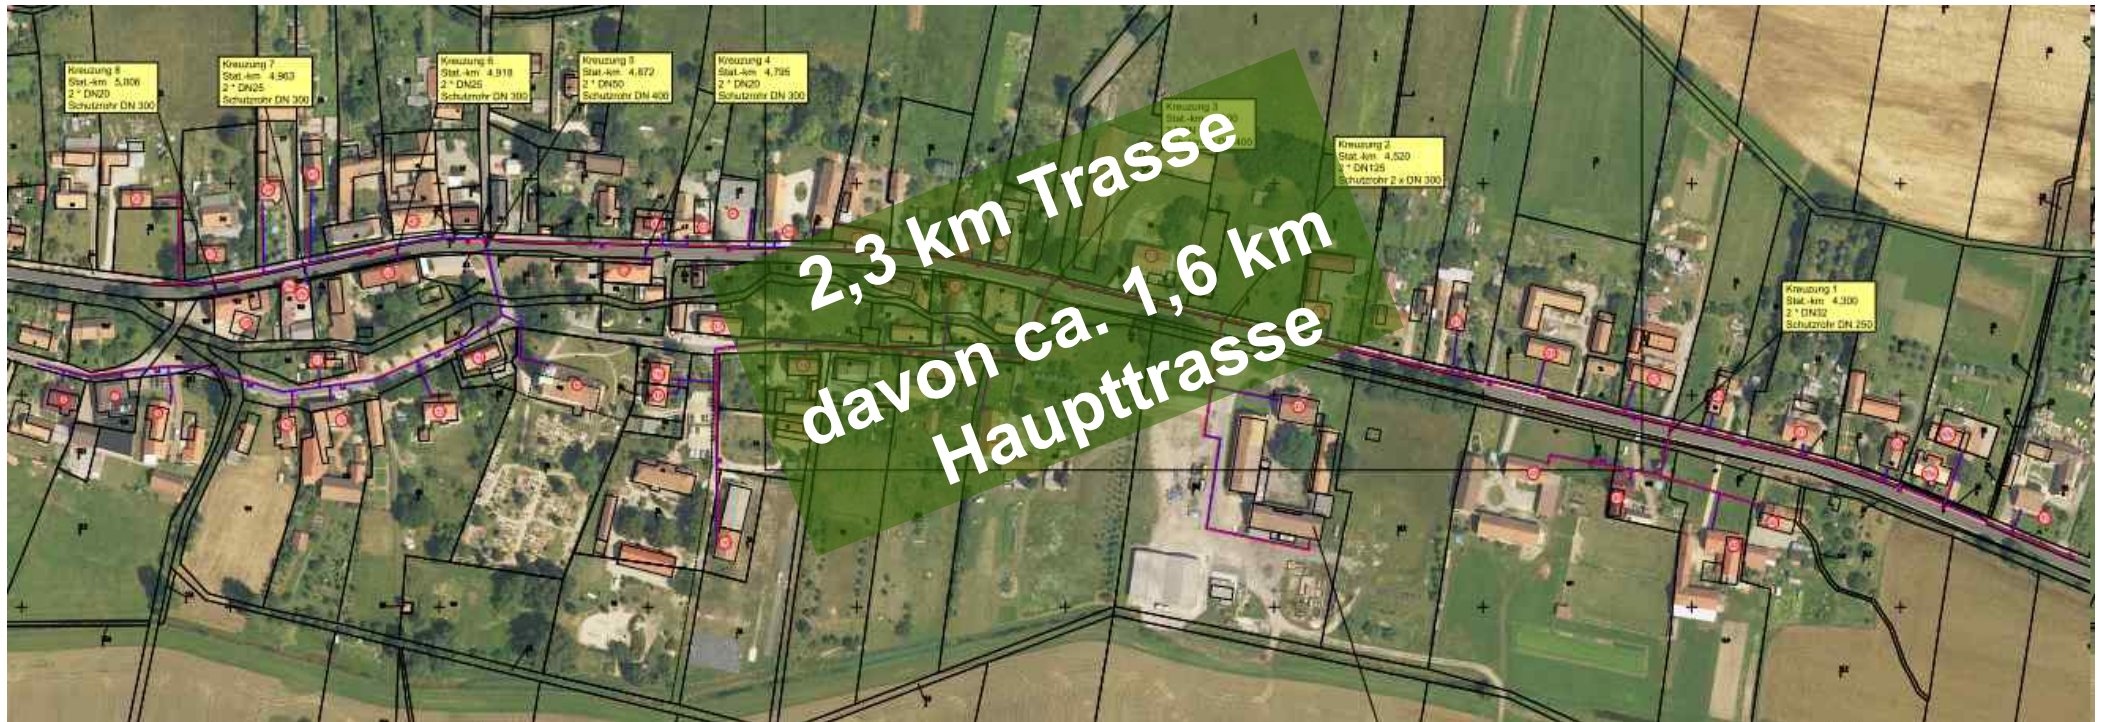 Kreuzung 8
Stat.-km 5,006
2 * DN20
Schutzrohr DN 300
Kreuzung 7
Stat.-km 4,963
2 * DN25
Schutzrohr DN 300
Kreuzung 6
Stat.-km 4,918
2 * DN25
Schutzrohr DN 300
Kreuzung 5
Stat.-km 4,872
2 * DN50
Schutzrohr DN 400
Kreuzung 4
Stat.-km 4,795
2 * DN20
Schutzrohr DN 300
Kreuzung 3
Stat.-km
400
Kreuzung 2
Stat.-km 4,520
2 * DN125
Schutzrohr 2 x DN 300
Kreuzung 1
Stat.-km 4,300
2 * DN32
Schutzrohr DN 250
2,3 km Trasse
davon ca. 1,6 km
Haupttrasse